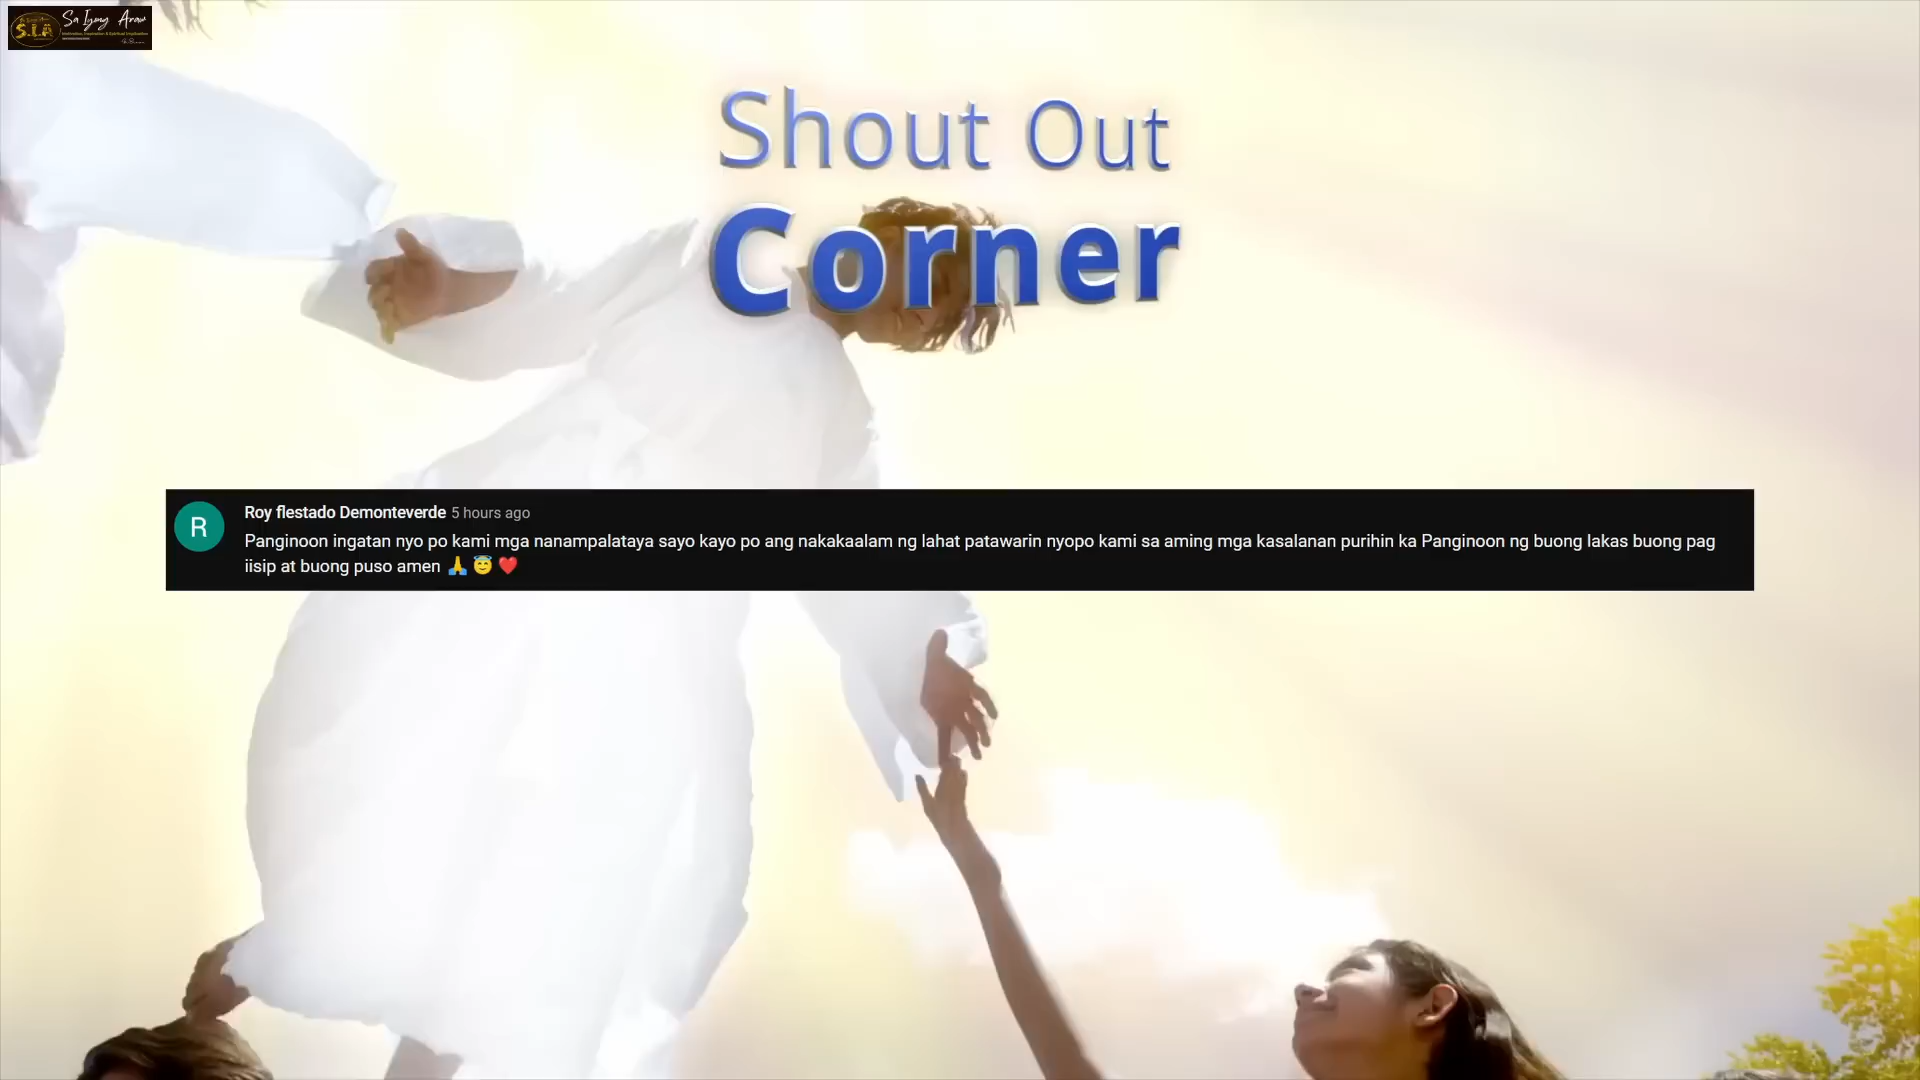 Sa Iyong Araw
S.I.A
Shout Out
Corner
R
Roy flestado Demonteverde 5 hours ago
Panginoon ingatan nyo po kami mga nanampalataya sayo kayo po ang nakakaalam ng lahat patawarin nyopo kami sa aming mga kasalanan purihin ka Panginoon ng buong lakas buong pag
iisip at buong puso amen 🙏 😇 ❤️